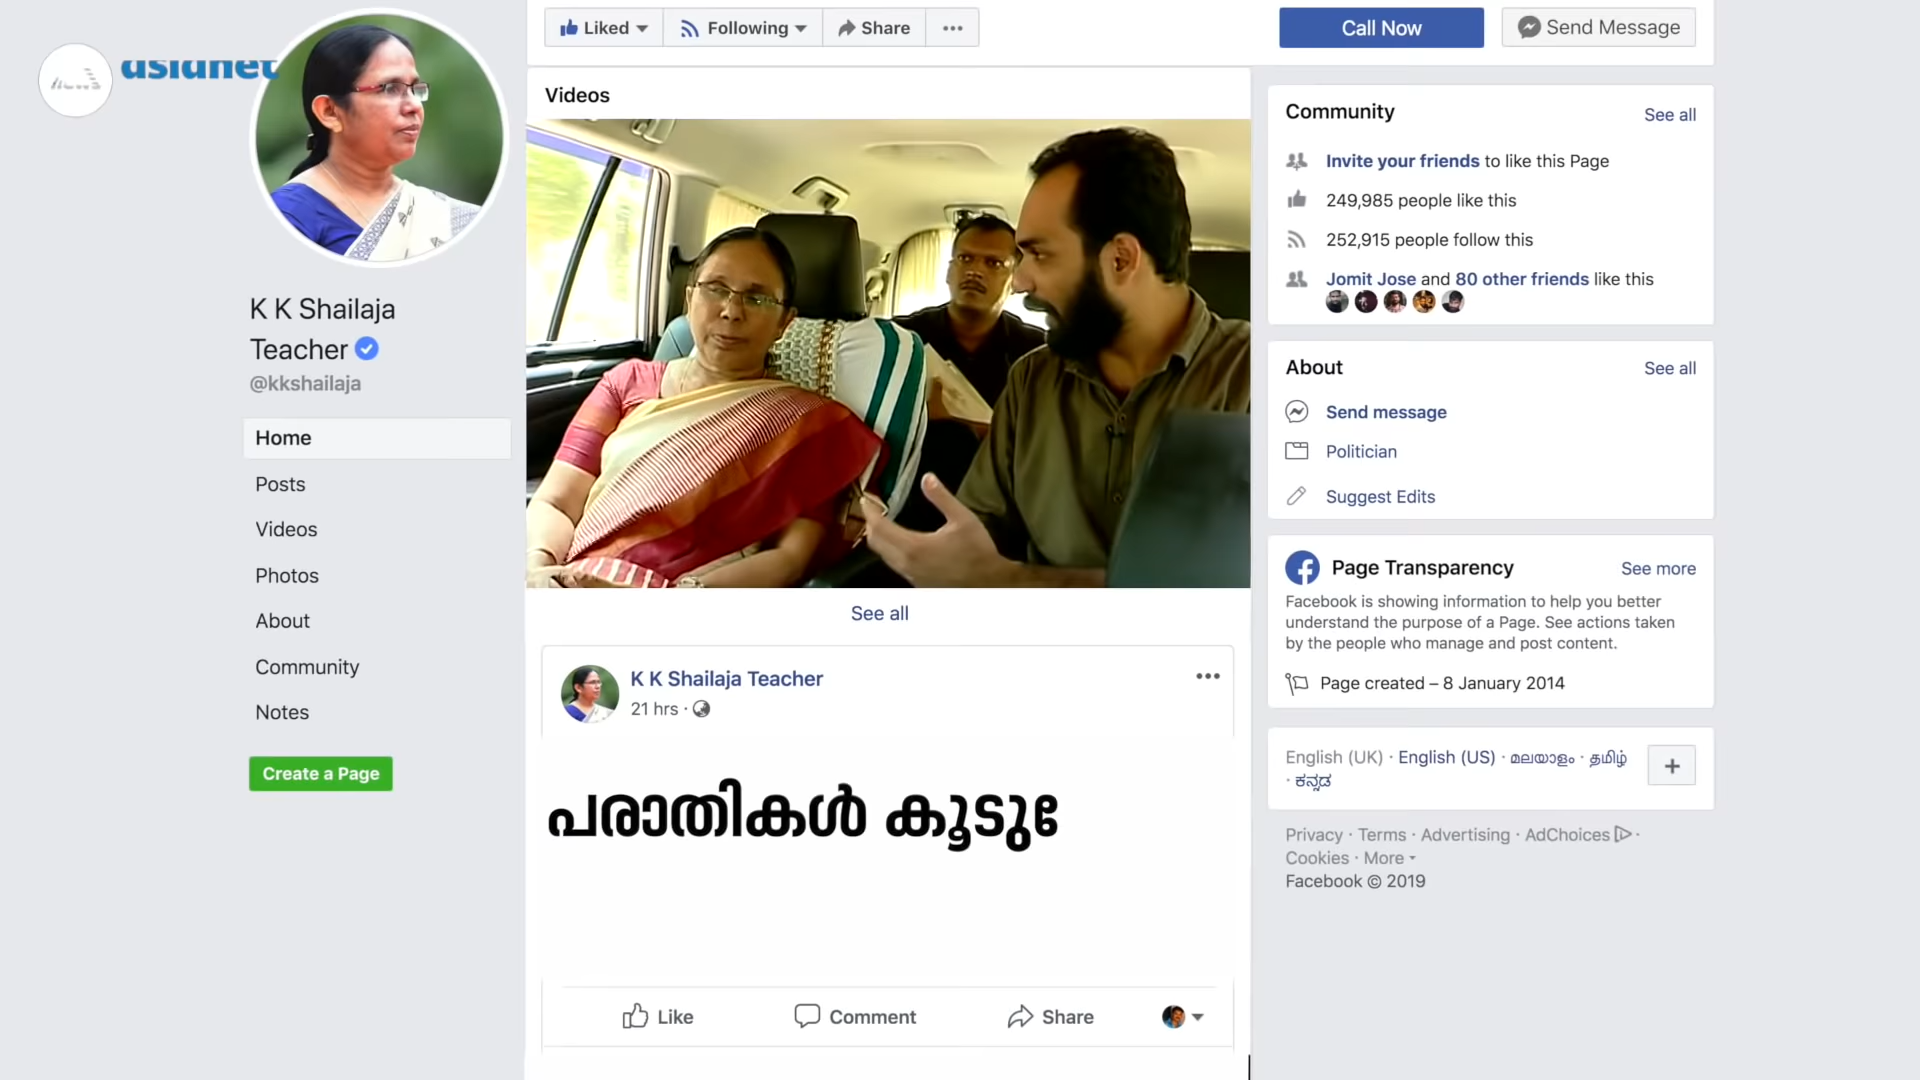 asianet
news
K K Shailaja
Teacher
@kkshailaja
Home
Posts
Videos
Photos
About
Community
Notes
Create a Page
Liked
Following
Share
Call Now
Send Message
Videos
See all
K K Shailaja Teacher
21 hrs ·
പരാതികൾ കൂടു
Like
Comment
Share
Community
See all
Invite your friends to like this Page
249,985 people like this
252,915 people follow this
Jomit Jose and 80 other friends like this
About
See all
Send message
Politician
Suggest Edits
Page Transparency
See more
Facebook is showing information to help you better
understand the purpose of a Page. See actions taken
by the people who manage and post content.
Page created – 8 January 2014
English (UK) · English (US) · മലയാളം · தமிழ்
· ಕನ್ನಡ
Privacy · Terms · Advertising · AdChoices ·
Cookies · More
Facebook © 2019